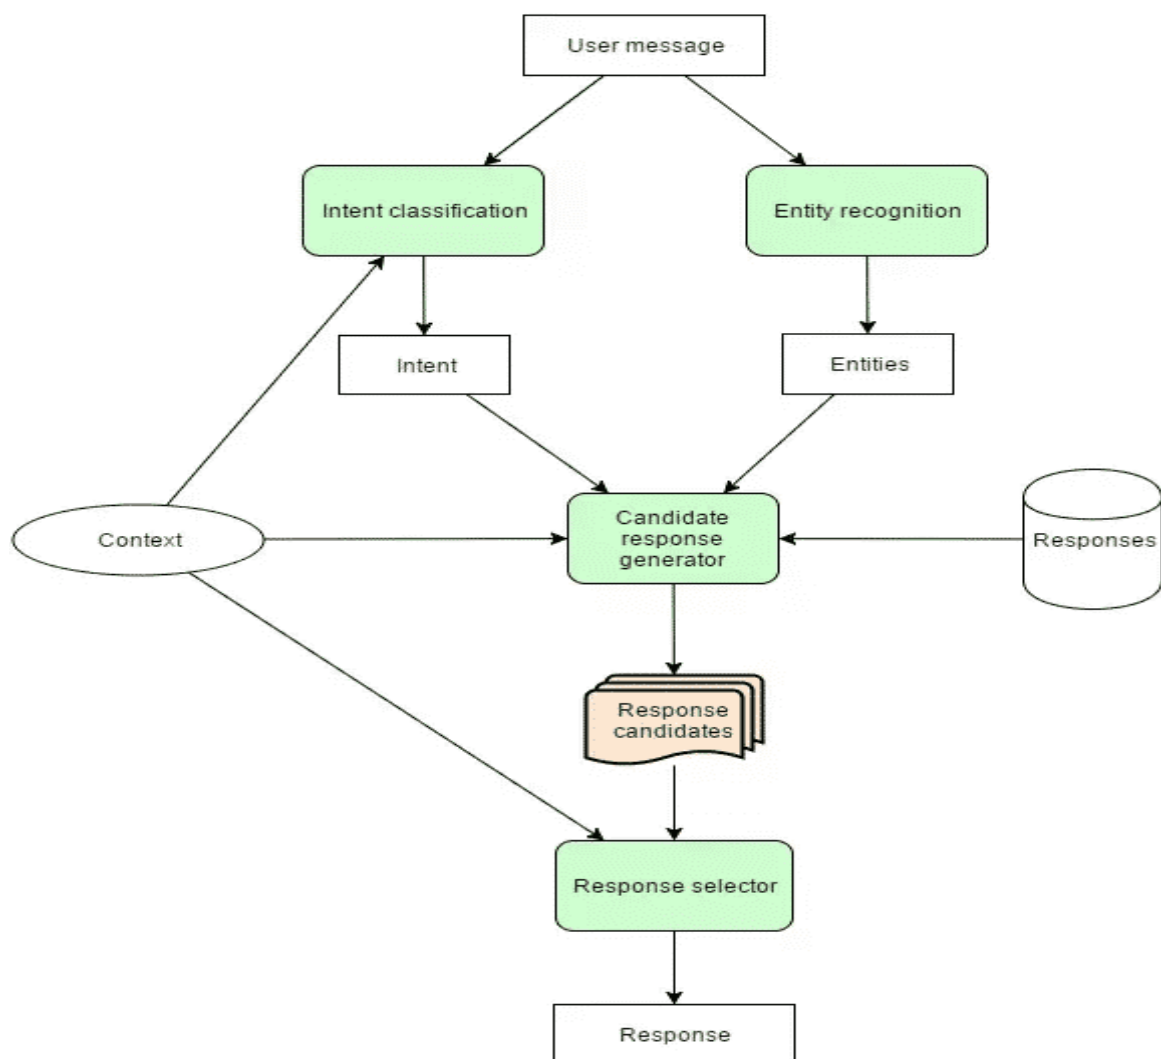 User message
Intent classification
Entity recognition
Intent
Entities
Context
Candidate
response
generator
Responses
Response
candidates
Response selector
Response